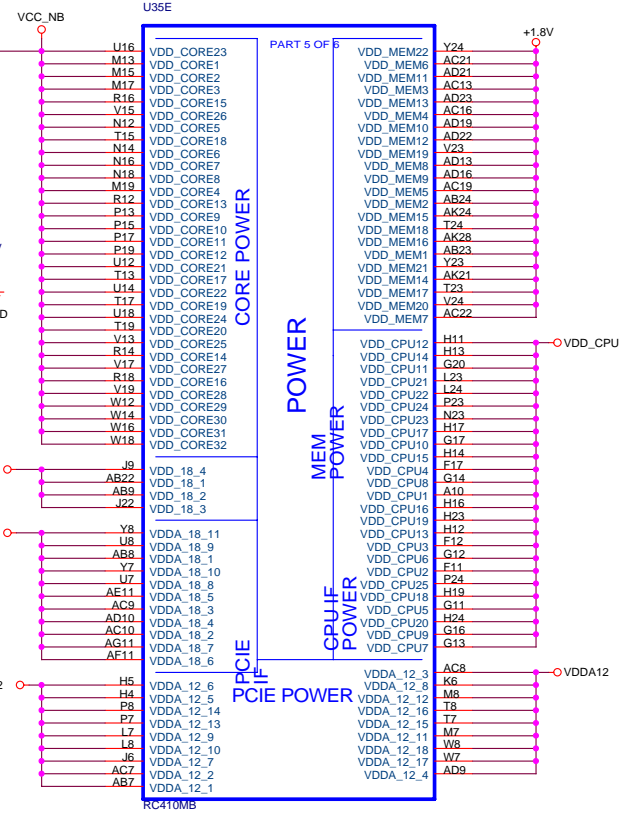 U35E
VCC_NB
+1.8V
PART 5 OF 6
U16 VDD_CORE23
M13 VDD_CORE1
M15 VDD_CORE2
M17 VDD_CORE3
R16 VDD_CORE15
V15 VDD_CORE26
N12 VDD_CORE5
T15 VDD_CORE18
N14 VDD_CORE6
N16 VDD_CORE7
N18 VDD_CORE8
M19 VDD_CORE4
R12 VDD_CORE13
P13 VDD_CORE9
P15 VDD_CORE10
P17 VDD_CORE11
P19 VDD_CORE12
U12 VDD_CORE21
T13 VDD_CORE17
U14 VDD_CORE22
T17 VDD_CORE19
U18 VDD_CORE24
T19 VDD_CORE20
V13 VDD_CORE25
R14 VDD_CORE14
V17 VDD_CORE27
R18 VDD_CORE16
V19 VDD_CORE28
W12 VDD_CORE29
W14 VDD_CORE30
W16 VDD_CORE31
W18 VDD_CORE32
D
J9 VDD_18_4
AB22 VDD_18_1
AB9 VDD_18_2
J22 VDD_18_3
Y8 VDDA_18_11
U8 VDDA_18_9
AB8 VDDA_18_1
Y7 VDDA_18_10
U7 VDDA_18_8
AE11 VDDA_18_5
AC9 VDDA_18_3
AD10 VDDA_18_4
AC10 VDDA_18_2
AG11 VDDA_18_7
AF11 VDDA_18_6
2
H5 VDDA_12_6
H4 VDDA_12_5
P8 VDDA_12_14
P7 VDDA_12_13
L7 VDDA_12_9
L8 VDDA_12_10
J6 VDDA_12_7
AC7 VDDA_12_2
AB7 VDDA_12_1
CORE POWER
POWER
MEM POWER
CPU IF POWER
PCIE IF
PCIE POWER
VDD_MEM22 Y24
VDD_MEM6 AC21
VDD_MEM11 AD21
VDD_MEM3 AC13
VDD_MEM13 AD23
VDD_MEM4 AC16
VDD_MEM10 AD19
VDD_MEM12 AD22
VDD_MEM19 V23
VDD_MEM8 AD13
VDD_MEM9 AD16
VDD_MEM5 AC19
VDD_MEM2 AB24
VDD_MEM15 AK24
VDD_MEM18 T24
VDD_MEM16 AK28
VDD_MEM1 AB23
VDD_MEM21 Y23
VDD_MEM14 AK21
VDD_MEM17 T23
VDD_MEM20 V24
VDD_MEM7 AC22
VDD_CPU12 H11
VDD_CPU
VDD_CPU14 H13
VDD_CPU11 G20
VDD_CPU21 L23
VDD_CPU22 L24
VDD_CPU24 P23
VDD_CPU23 N23
VDD_CPU17 H17
VDD_CPU10 G17
VDD_CPU15 H14
VDD_CPU4 F17
VDD_CPU8 G14
VDD_CPU1 A10
VDD_CPU16 H16
VDD_CPU19 H23
VDD_CPU13 H12
VDD_CPU3 F12
VDD_CPU6 G12
VDD_CPU2 F11
VDD_CPU25 P24
VDD_CPU18 H19
VDD_CPU5 G11
VDD_CPU20 H24
VDD_CPU9 G16
VDD_CPU7 G13
VDDA_12_3 AC8
VDDA12
VDDA_12_8 K6
VDDA_12_12 M8
VDDA_12_16 T8
VDDA_12_15 T7
VDDA_12_11 M7
VDDA_12_18 W8
VDDA_12_17 W7
VDDA_12_4 AD9
RC410MB